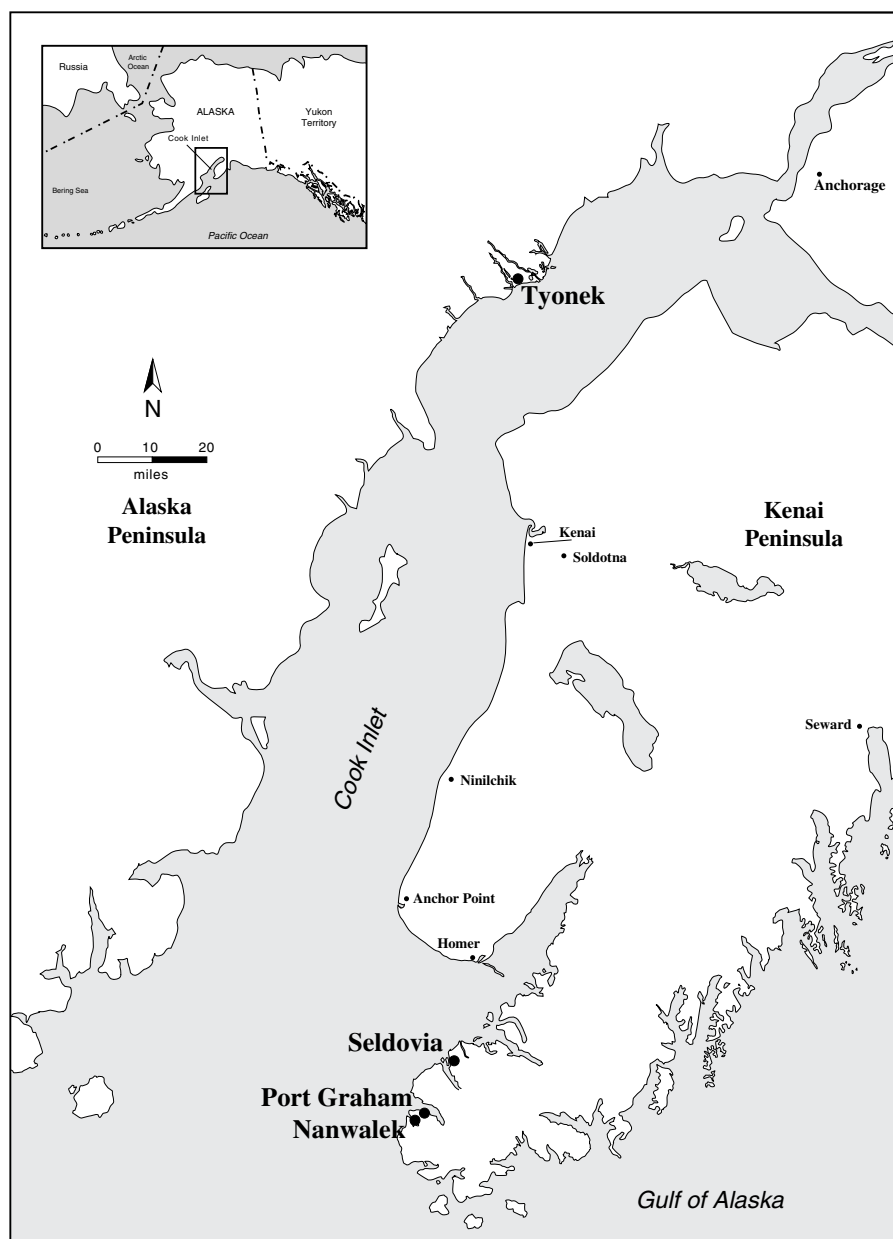 Russia
Arctic
Ocean
ALASKA
Yukon
Territory
Cook Inlet
Bering Sea
Pacific Ocean
Anchorage
Tyonek
N
0 10 20
miles
Alaska
Peninsula
Kenai
Peninsula
Kenai
Soldotna
Seward
Cook Inlet
Ninilchik
Anchor Point
Homer
Seldovia
Port Graham
Nanwalek
Gulf of Alaska